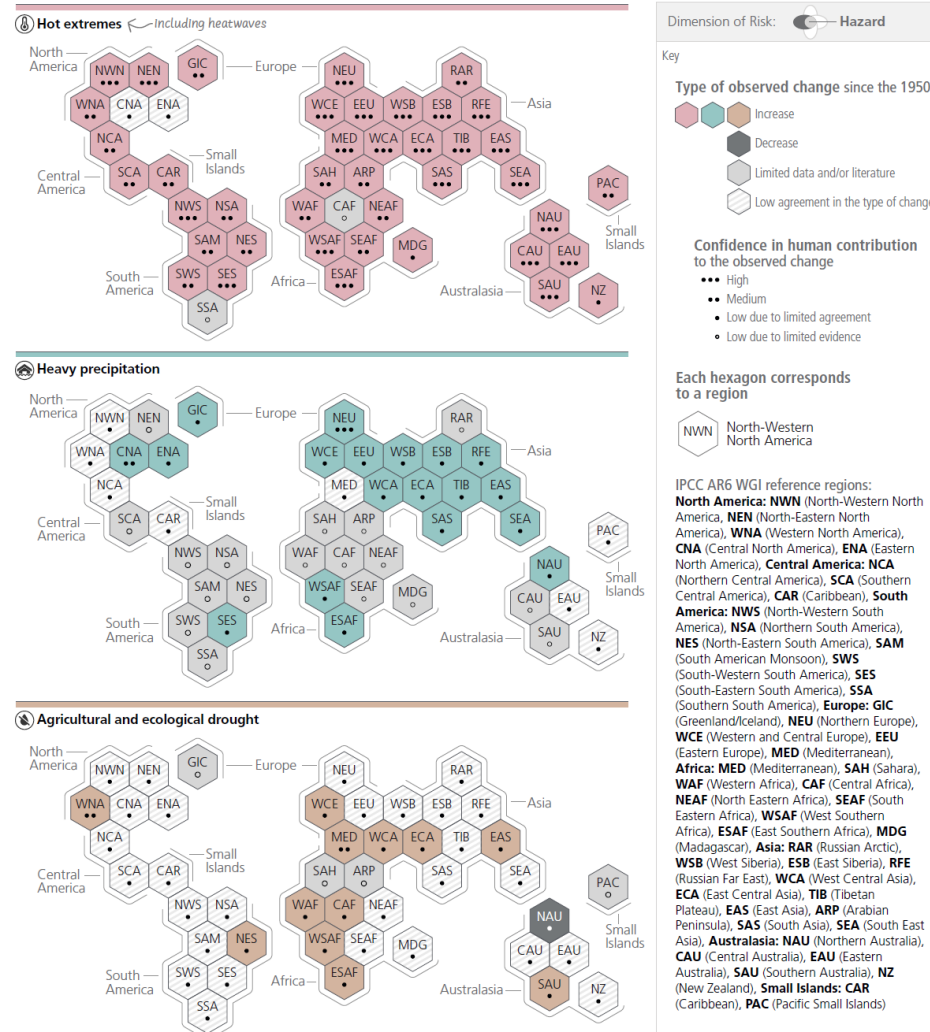 Hot extremes
Including heatwaves
North America
Europe
Asia
Small Islands
Central America
South America
Africa
Small Islands
Australasia
NWN NEN GIC NEU RAR
WNA CNA ENA WCE EEU WSB ESB RFE
NCA MED WCA ECA TIB EAS
SCA CAR SAH ARP SAS SEA PAC
NWS NSA WAF CAF NEAF NAU
SAM NES WSAF SEAF MDG CAU EAU
SWS SES ESAF SAU NZ
SSA
Heavy precipitation
North America
Europe
Asia
Small Islands
Central America
South America
Africa
Small Islands
Australasia
NWN NEN GIC NEU RAR
WNA CNA ENA WCE EEU WSB ESB RFE
NCA MED WCA ECA TIB EAS
SCA CAR SAH ARP SAS SEA PAC
NWS NSA WAF CAF NEAF NAU
SAM NES WSAF SEAF MDG CAU EAU
SWS SES ESAF SAU NZ
SSA
Agricultural and ecological drought
North America
Europe
Asia
Small Islands
Central America
South America
Africa
Small Islands
Australasia
NWN NEN GIC NEU RAR
WNA CNA ENA WCE EEU WSB ESB RFE
NCA MED WCA ECA TIB EAS
SCA CAR SAH ARP SAS SEA PAC
NWS NSA WAF CAF NEAF NAU
SAM NES WSAF SEAF MDG CAU EAU
SWS SES ESAF SAU NZ
SSA
Dimension of Risk: Hazard
Key
Type of observed change since the 1950
Increase
Decrease
Limited data and/or literature
Low agreement in the type of change
Confidence in human contribution
to the observed change
••• High
•• Medium
• Low due to limited agreement
○ Low due to limited evidence
Each hexagon corresponds
to a region
NWN
North-Western
North America
IPCC AR6 WGI reference regions:
North America: NWN (North-Western North
America, NEN (North-Eastern North
America), WNA (Western North America),
CNA (Central North America), ENA (Eastern
North America), Central America: NCA
(Northern Central America), SCA (Southern
Central America), CAR (Caribbean), South
America: NWS (North-Western South
America), NSA (Northern South America),
NES (North-Eastern South America), SAM
(South American Monsoon), SWS
(South-Western South America), SES
(South-Eastern South America), SSA
(Southern South America), Europe: GIC
(Greenland/Iceland), NEU (Northern Europe),
WCE (Western and Central Europe), EEU
(Eastern Europe), MED (Mediterranean),
Africa: MED (Mediterranean), SAH (Sahara),
WAF (Western Africa), CAF (Central Africa),
NEAF (North Eastern Africa), SEAF (South
Eastern Africa), WSAF (West Southern
Africa), ESAF (East Southern Africa), MDG
(Madagascar), Asia: RAR (Russian Arctic),
WSB (West Siberia), ESB (East Siberia), RFE
(Russian Far East), WCA (West Central Asia),
ECA (East Central Asia), TIB (Tibetan
Plateau), EAS (East Asia), ARP (Arabian
Peninsula), SAS (South Asia), SEA (South East
Asia), Australasia: NAU (Northern Australia),
CAU (Central Australia), EAU (Eastern
Australia), SAU (Southern Australia), NZ
(New Zealand), Small Islands: CAR
(Caribbean), PAC (Pacific Small Islands)